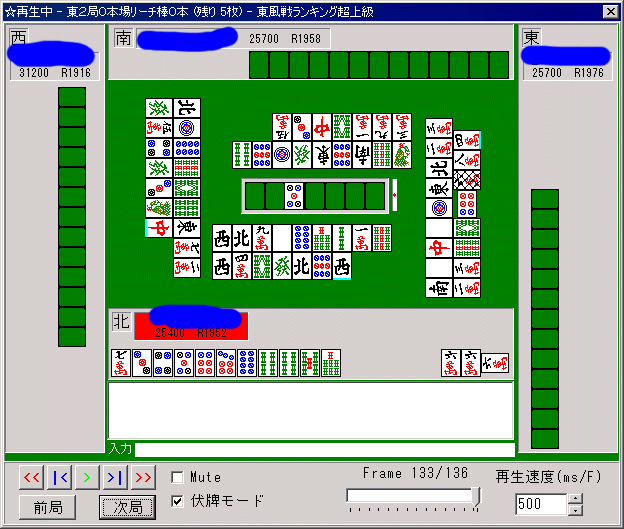 ☆再生中 - 東2局0本場リーチ棒0本 (残り 5枚) - 東風戦ランキング超上級
西
31200 R1916
南
25700 R1958
東
25700 R1976
北
25400 R1952
入力
<< |< > >| >>
前局 次局
Mute
伏牌モード
Frame 133/136
再生速度(ms/F)
500